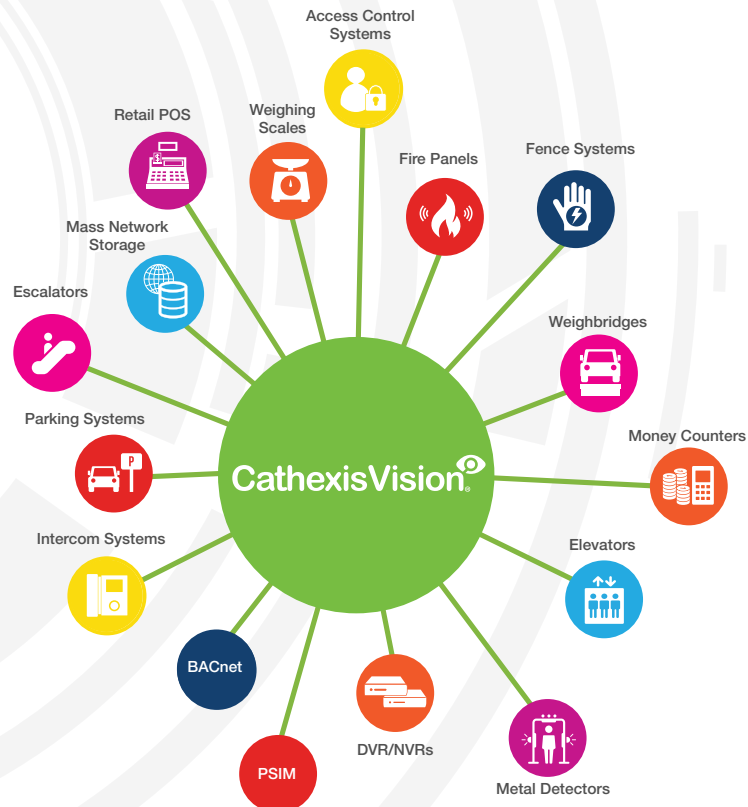 Access Control
Systems
Retail POS
Weighing
Scales
Fire Panels
Fence Systems
Mass Network
Storage
Escalators
Weighbridges
Parking Systems
P
Money Counters
CathexisVision®
Intercom Systems
Elevators
BACnet
DVR/NVRs
PSIM
Metal Detectors
$